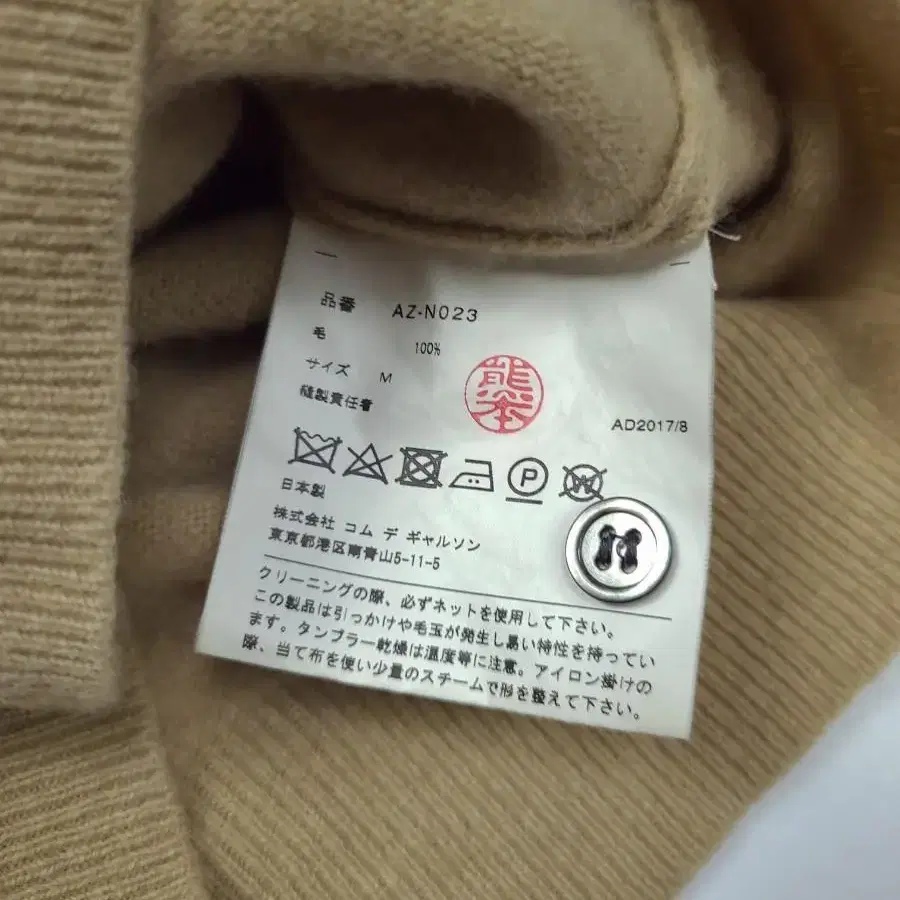 品番 AZ-N023
毛 100%
サイズ M
縫製責任者 熊本
AD2017/8
P W
日本製
株式会社 コム デ ギャルソン
東京都港区南青山5-11-5
クリーニングの際、必ずネットを使用して下さい。
この製品は引っかけや毛玉が発生し易い特性を持ってい
ます。タンブラー乾燥は温度等に注意。アイロン掛けの
際、当て布を使い少量のスチームで形を整えて下さい。